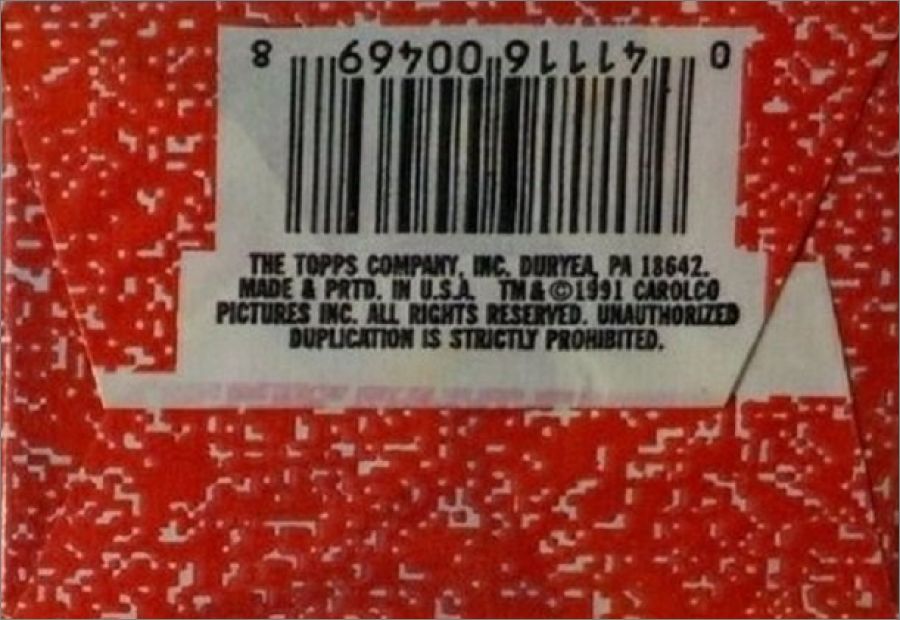 0 41116 00469 8
THE TOPPS COMPANY, INC. DURYEA, PA 18642.
MADE & PRTD. IN U.S.A. TM & © 1991 CAROLCO
PICTURES INC. ALL RIGHTS RESERVED. UNAUTHORIZED
DUPLICATION IS STRICTLY PROHIBITED.